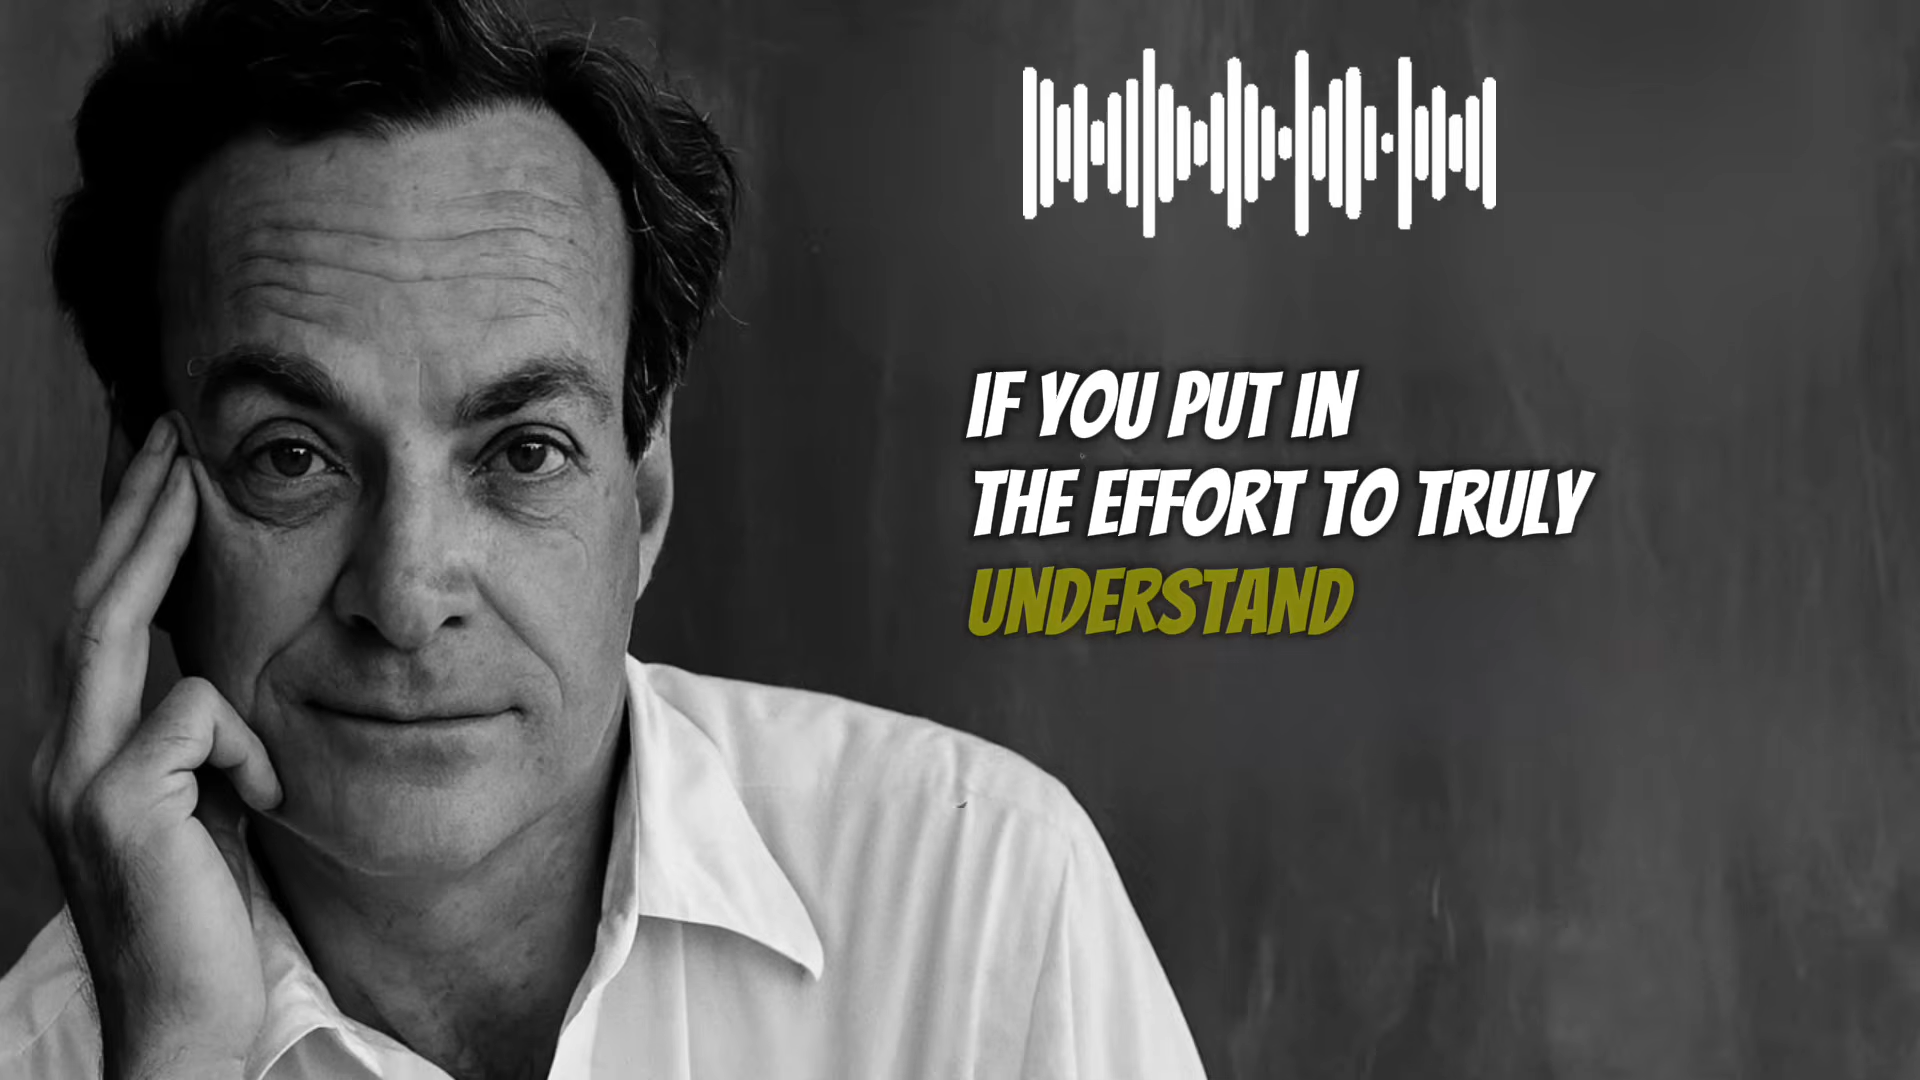 IF YOU PUT IN
THE EFFORT TO TRULY
UNDERSTAND